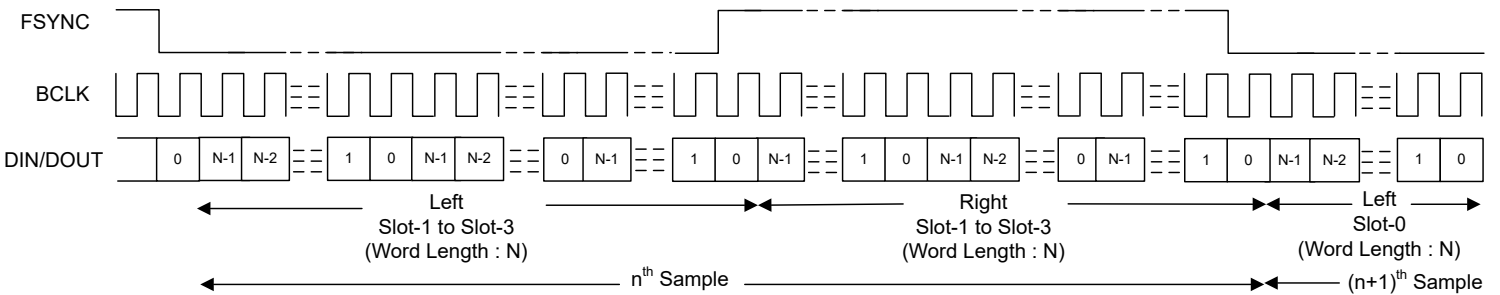 FSYNC
BCLK
DIN/DOUT
0 N-1 N-2 1 0 N-1 N-2 0 N-1 1 0 N-1 1 0 N-1 N-2 0 N-1 1 0 N-1 N-2 1 0
Left
Slot-1 to Slot-3
(Word Length : N)
Right
Slot-1 to Slot-3
(Word Length : N)
Left
Slot-0
(Word Length : N)
nth Sample
(n+1)th Sample